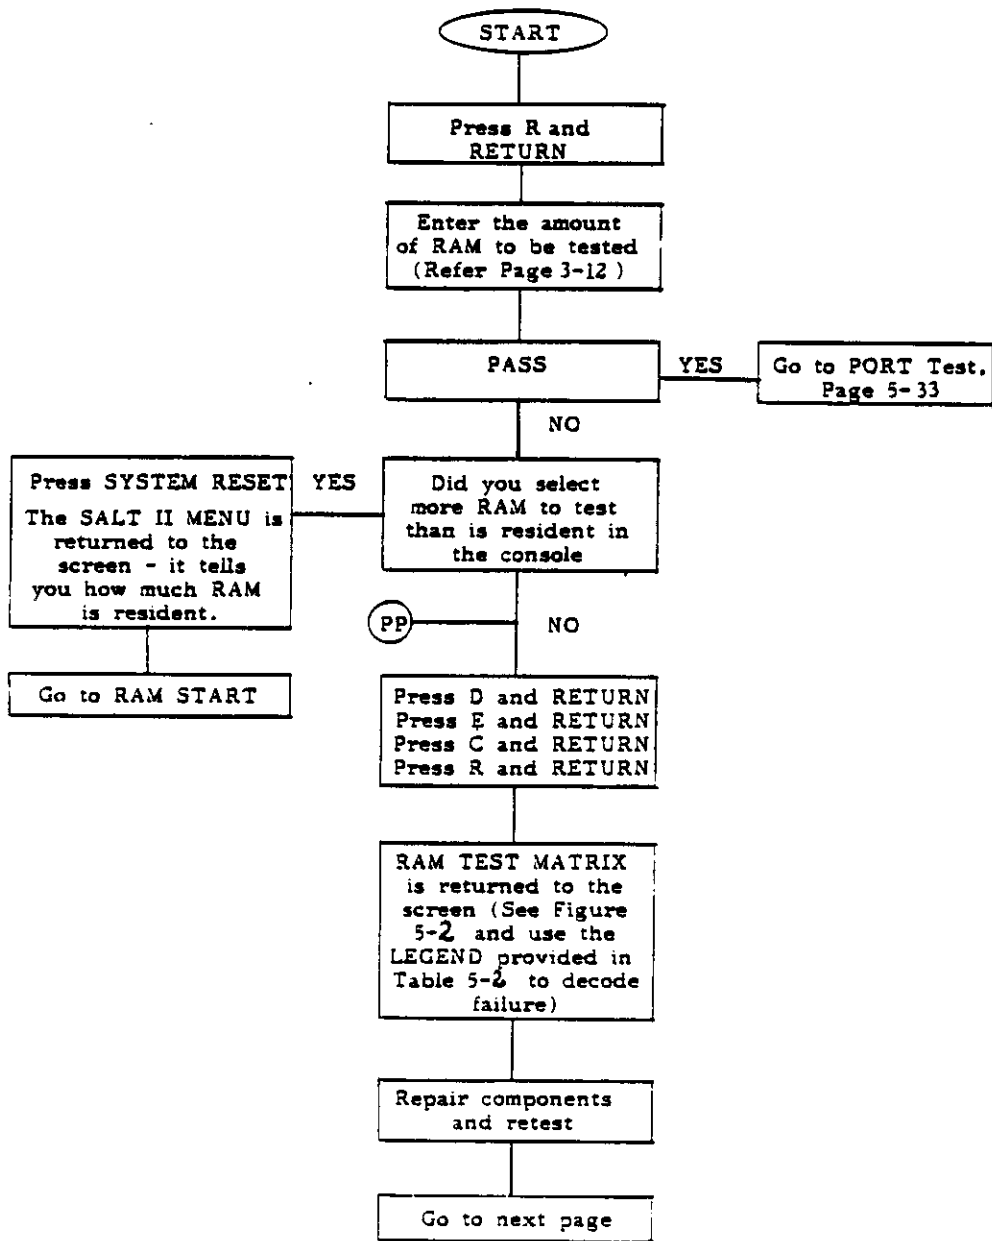 START
Press R and
RETURN
Enter the amount
of RAM to be tested
(Refer Page 3-12 )
PASS
YES
Go to PORT Test.
Page 5-33
NO
Did you select
more RAM to test
than is resident in
the console
YES
Press SYSTEM RESET
The SALT II MENU is
returned to the
screen - it tells
you how much RAM
is resident.
Go to RAM START
PP
NO
Press D and RETURN
Press E and RETURN
Press C and RETURN
Press R and RETURN
RAM TEST MATRIX
is returned to the
screen (See Figure
5-2 and use the
LEGEND provided in
Table 5-2 to decode
failure)
Repair components
and retest
Go to next page